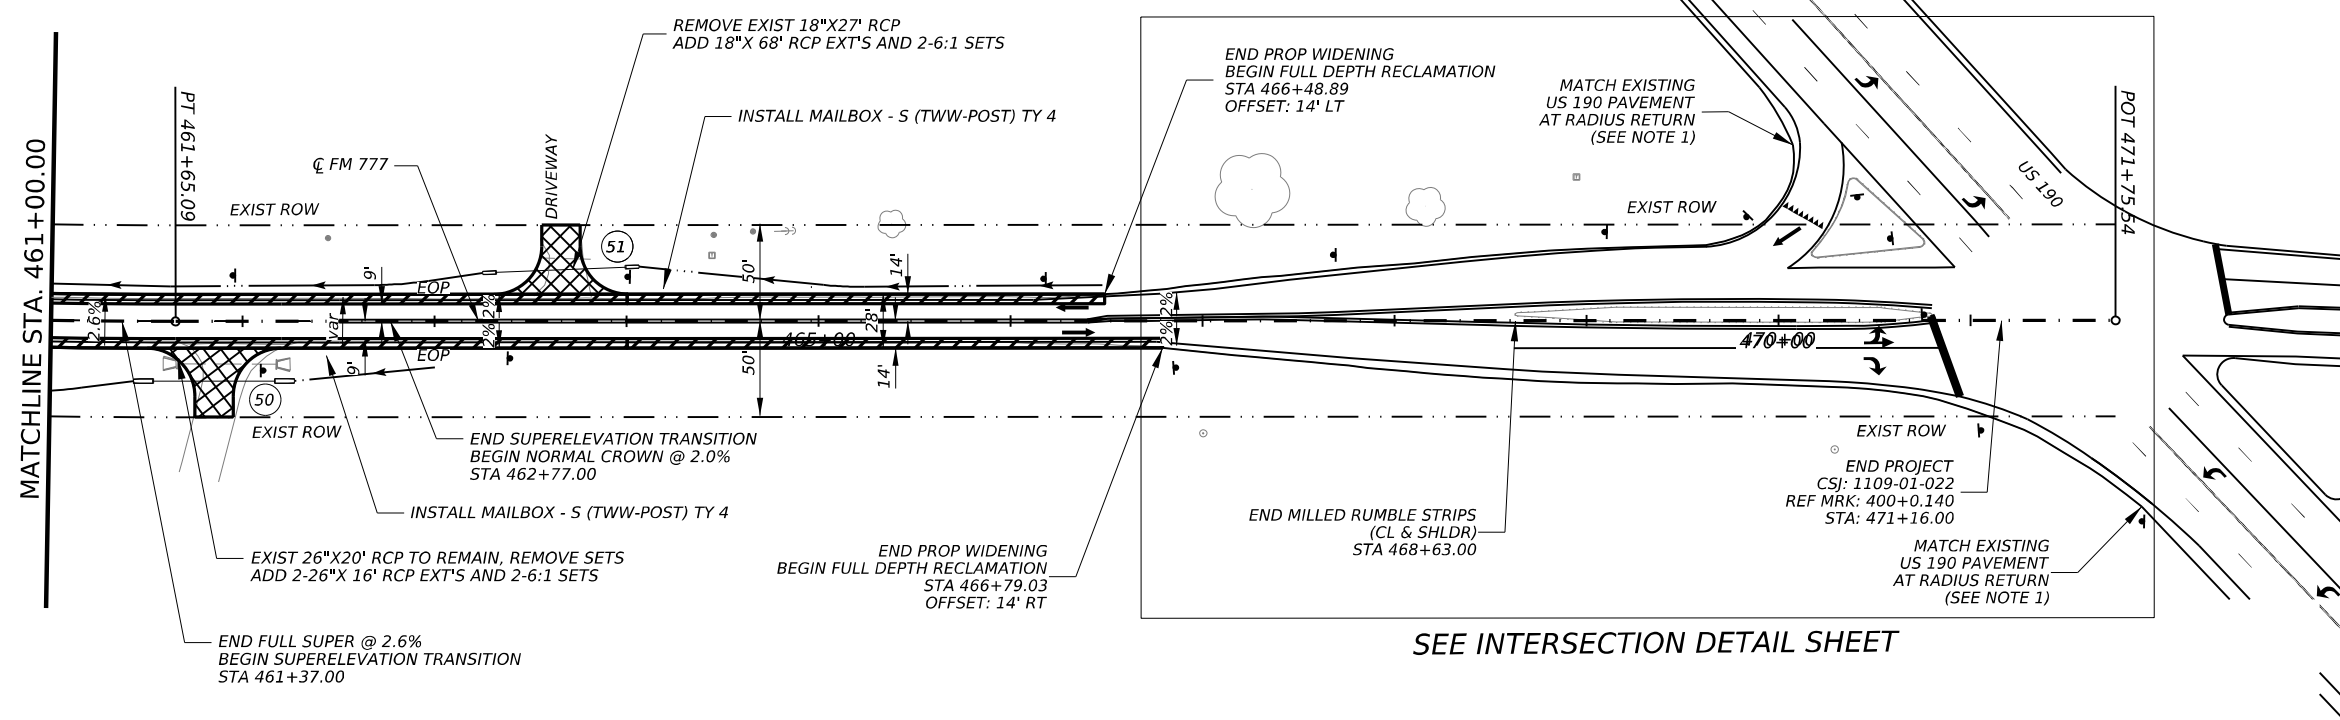 REMOVE EXIST 18"X27' RCP
ADD 18"X 68' RCP EXT'S AND 2-6:1 SETS
END PROP WIDENING
BEGIN FULL DEPTH RECLAMATION
STA 466+48.89
OFFSET: 14' LT
MATCH EXISTING
US 190 PAVEMENT
AT RADIUS RETURN
(SEE NOTE 1)
INSTALL MAILBOX - S (TWW-POST) TY 4
PT 461+65.09
POT 471+75.54
US 190
MATCHLINE STA. 461+00.00
℄ FM 777
DRIVEWAY
EXIST ROW
EXIST ROW
51
9'
50'
14'
EOP
2.6%
var
2%
2%
28'
2%
2%
465+00
470+00
EOP
9'
50'
14'
50
EXIST ROW
EXIST ROW
END SUPERELEVATION TRANSITION
BEGIN NORMAL CROWN @ 2.0%
STA 462+77.00
INSTALL MAILBOX - S (TWW-POST) TY 4
END MILLED RUMBLE STRIPS
(CL & SHLDR)
STA 468+63.00
END PROJECT
CSJ: 1109-01-022
REF MRK: 400+0.140
STA: 471+16.00
EXIST 26"X20' RCP TO REMAIN, REMOVE SETS
ADD 2-26"X 16' RCP EXT'S AND 2-6:1 SETS
END PROP WIDENING
BEGIN FULL DEPTH RECLAMATION
STA 466+79.03
OFFSET: 14' RT
MATCH EXISTING
US 190 PAVEMENT
AT RADIUS RETURN
(SEE NOTE 1)
END FULL SUPER @ 2.6%
BEGIN SUPERELEVATION TRANSITION
STA 461+37.00
SEE INTERSECTION DETAIL SHEET